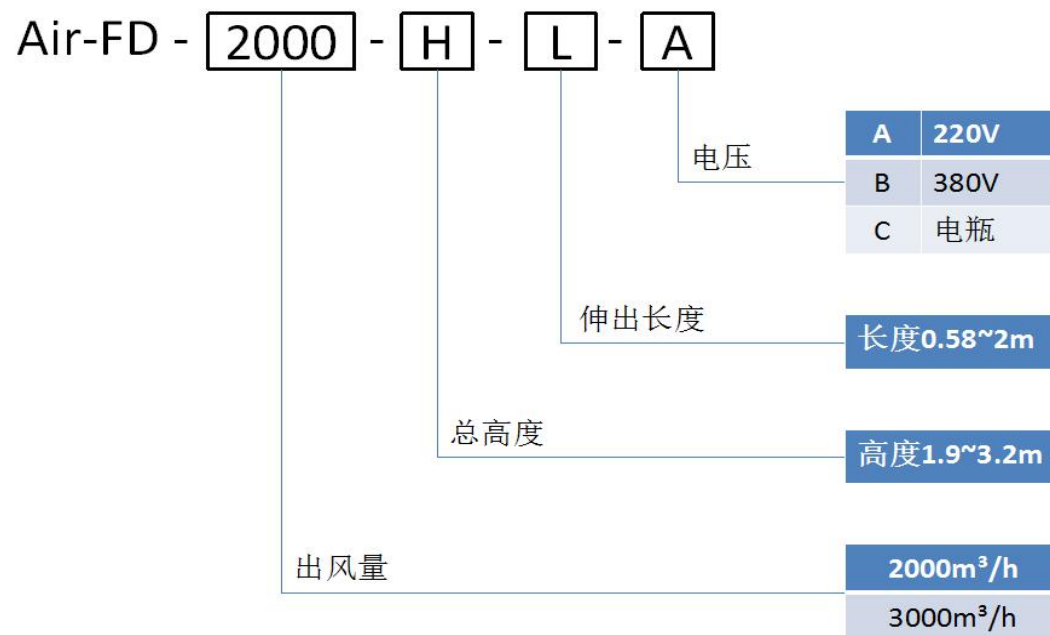 Air-FD - 2000 - H - L - A
A 220V
电压
B 380V
C 电瓶
伸出长度
长度0.58~2m
总高度
高度1.9~3.2m
出风量
2000m³/h
3000m³/h